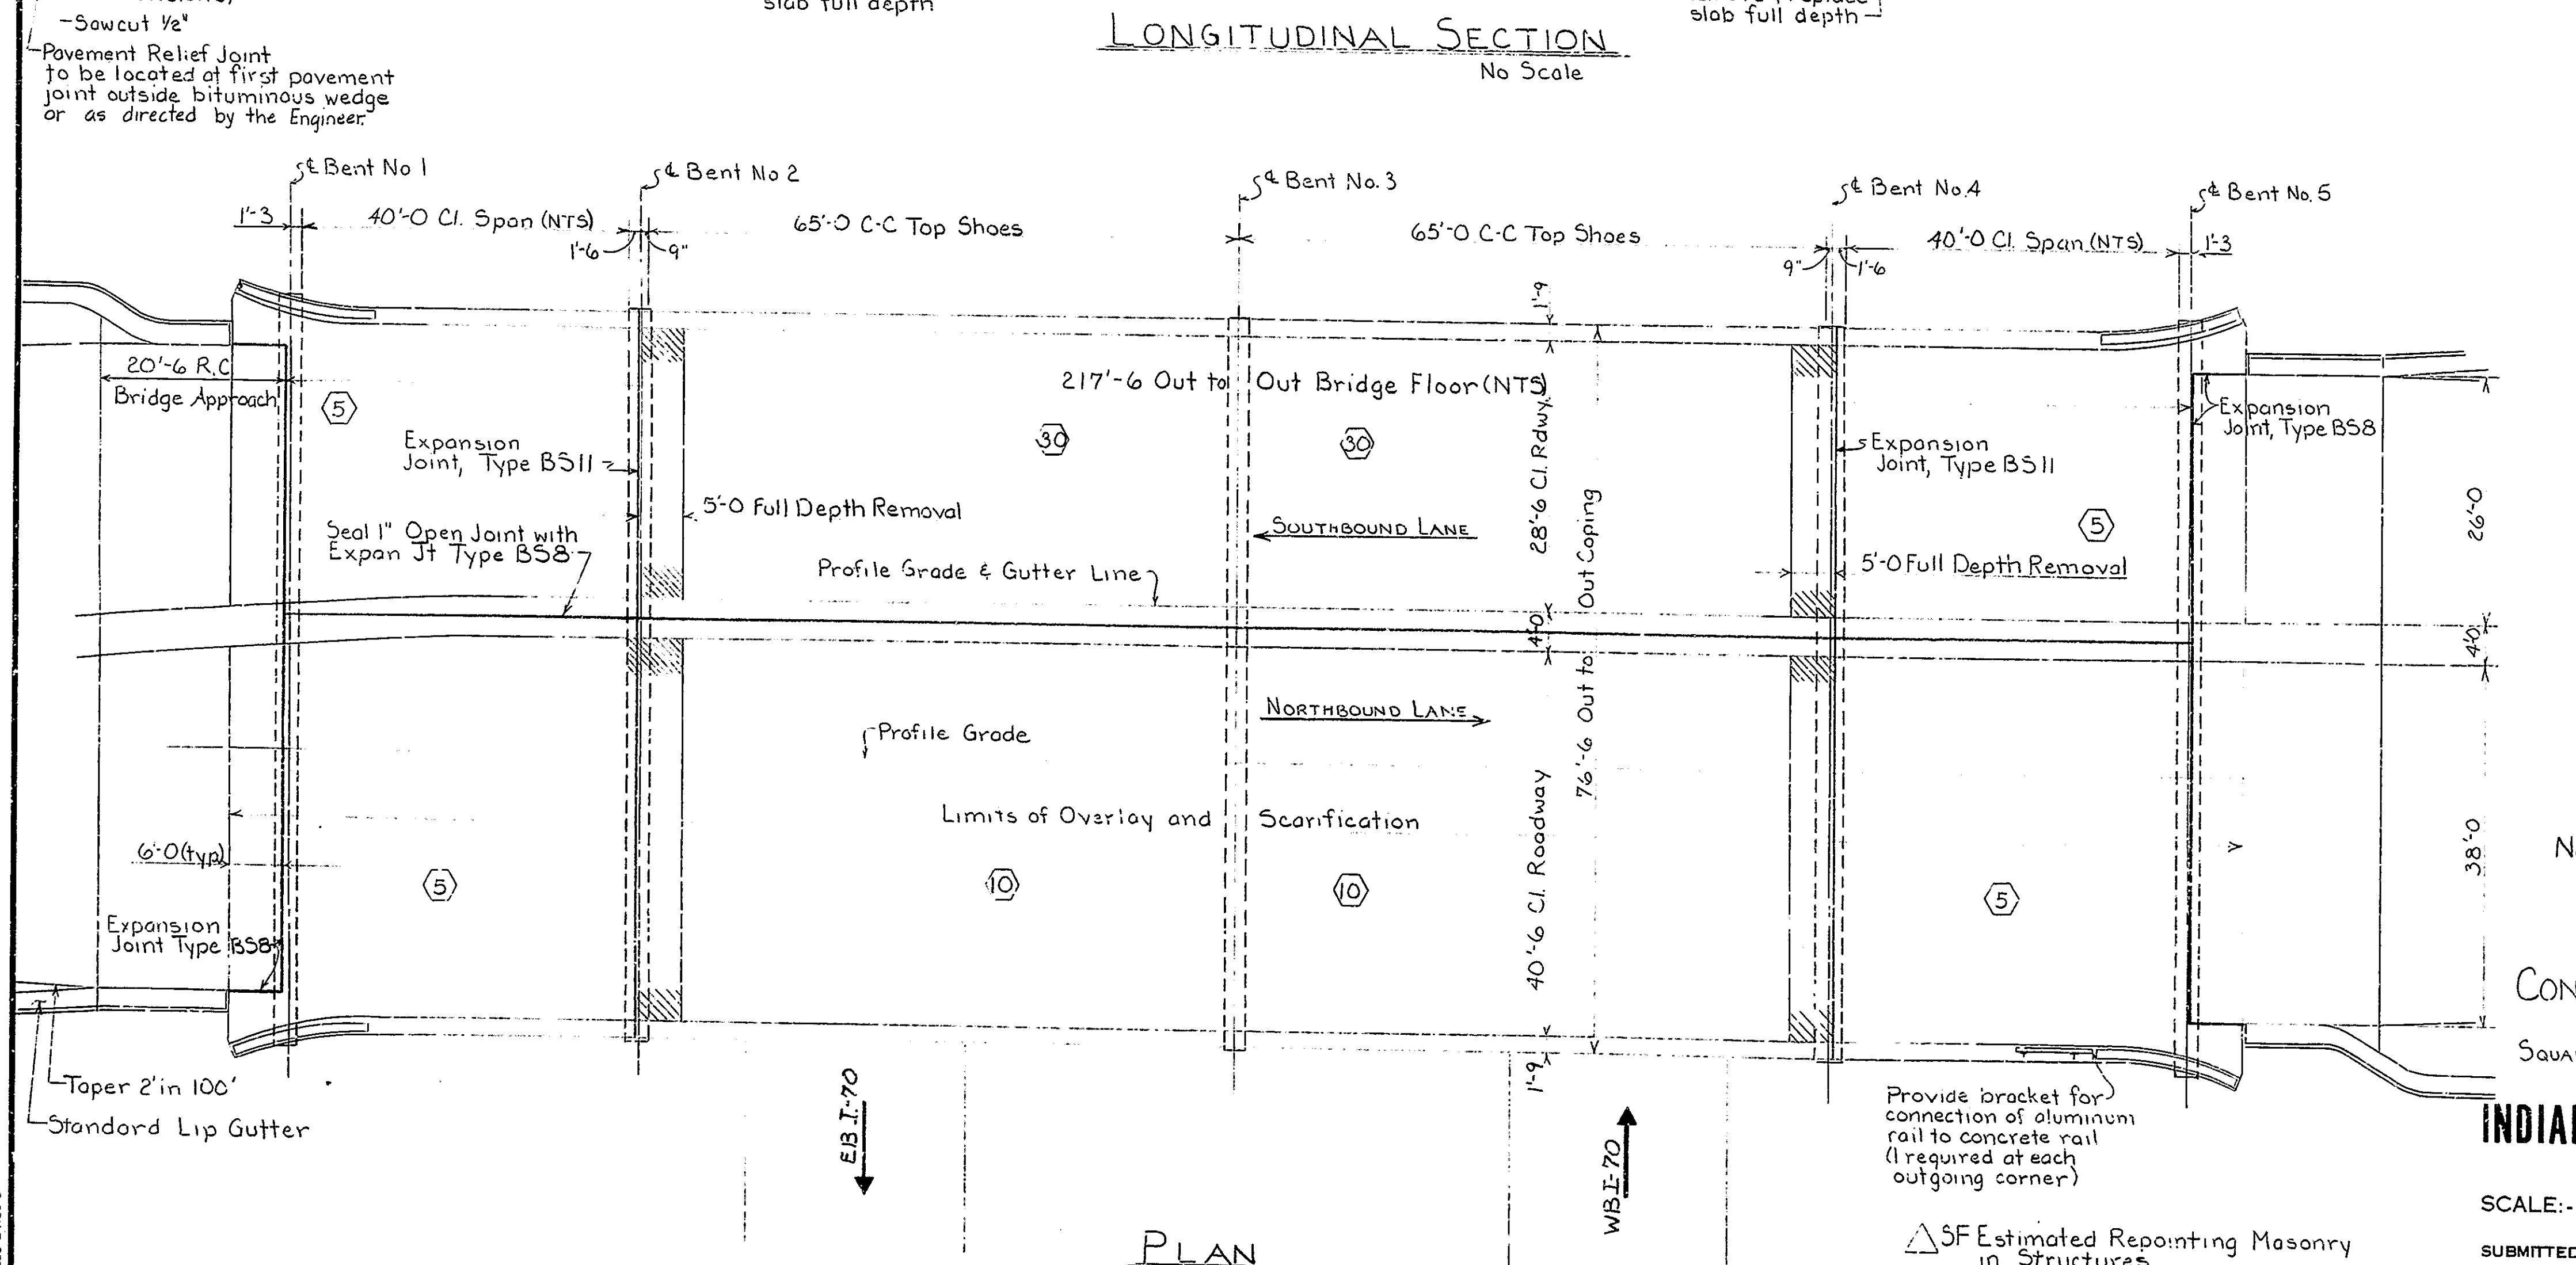 slab full depth
slab full depth
-Sawcut 1/2"
Pavement Relief Joint
to be located at first pavement
joint outside bituminous wedge
or as directed by the Engineer.
LONGITUDINAL SECTION
No Scale
℄ Bent No 1
℄ Bent No 2
℄ Bent No. 3
℄ Bent No.4
℄ Bent No. 5
1'-3
40'-0 Cl. Span (NTS)
1'-6
9"
65'-0 C-C Top Shoes
65'-0 C-C Top Shoes
9"
1'-6
40'-0 Cl. Span (NTS)
1'-3
1'-9
20'-6 R.C.
Bridge Approach
5
217'-6 Out to Out Bridge Floor (NTS)
Expansion
Joint, Type BS8
Expansion
Joint, Type BS11
30
30
28'-6 Cl. Rdwy.
Expansion
Joint, Type BS11
5'-0 Full Depth Removal
SOUTHBOUND LANE
5
26'-0
Seal 1" Open Joint with
Expan Jt Type BS8
Profile Grade & Gutter Line
5'-0 Full Depth Removal
4'-0
76'-6 Out to Out Coping
4'-0
NORTHBOUND LANE
Profile Grade
Limits of Overlay and Scarification
40'-6 Cl. Roadway
38'-0
N
6'-0 (typ)
5
10
10
5
Expansion
Joint Type BS8
CON
SQUA
1'-9
Taper 2' in 100'
Standard Lip Gutter
EB I-70
WB I-70
Provide bracket for
connection of aluminum
rail to concrete rail
(1 required at each
outgoing corner)
INDIA
SCALE:-
SUBMITTED
PLAN
SF Estimated Repointing Masonry
in Structures